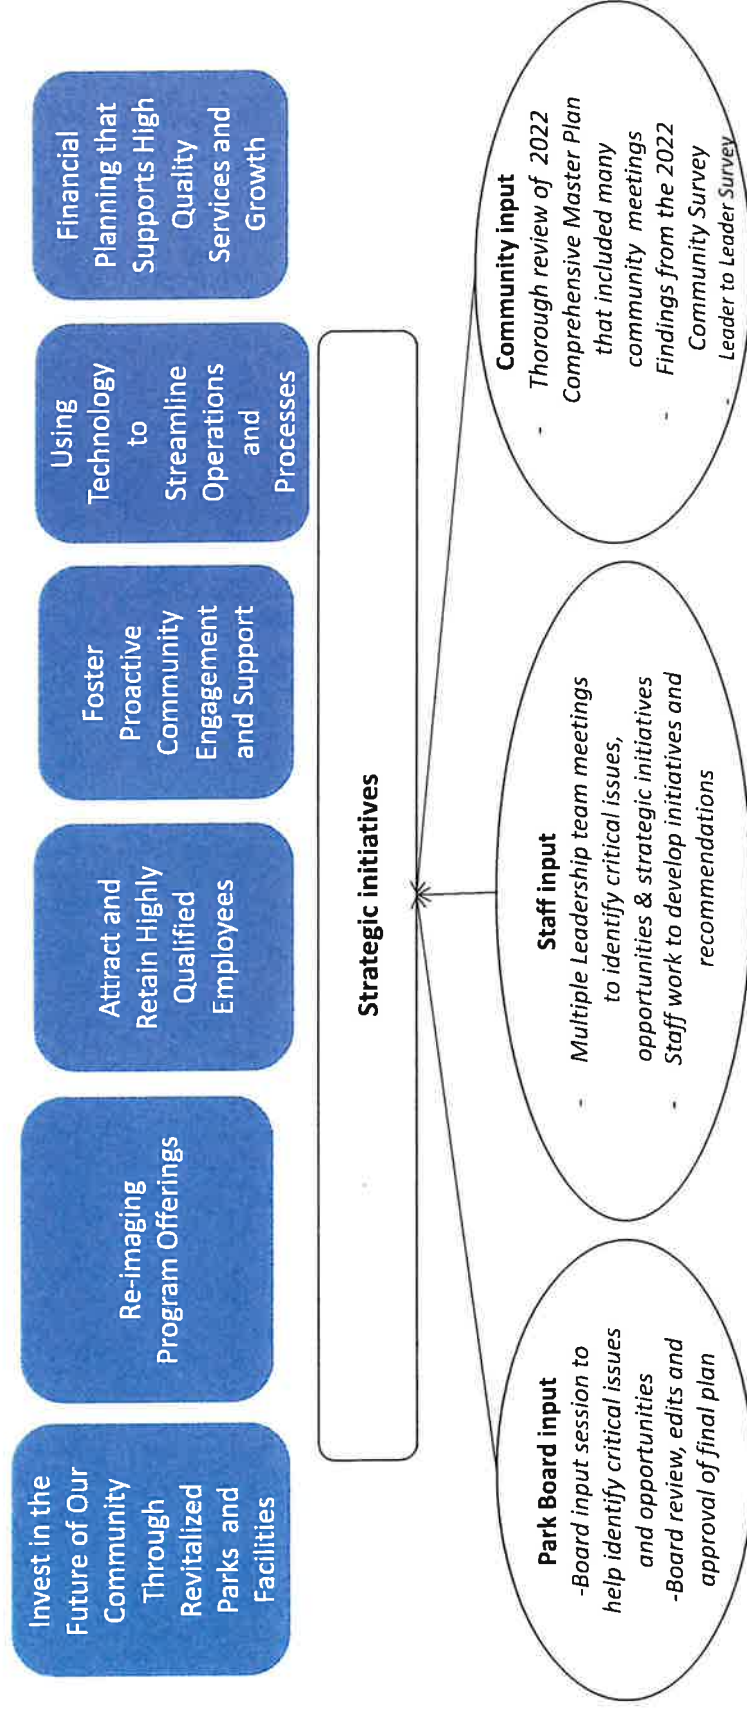 Invest in the
Future of Our
Community
Through
Revitalized
Parks and
Facilities
Re-imaging
Program Offerings
Attract and
Retain Highly
Qualified
Employees
Foster
Proactive
Community
Engagement
and Support
Using
Technology
to
Streamline
Operations
and
Processes
Financial
Planning that
Supports High
Quality
Services and
Growth
Strategic initiatives
Park Board input
-Board input session to
help identify critical issues
and opportunities
-Board review, edits and
approval of final plan
Staff input
- Multiple Leadership team meetings
to identify critical issues,
opportunities & strategic initiatives
- Staff work to develop initiatives and
recommendations
Community input
- Thorough review of 2022
Comprehensive Master Plan
that included many
community meetings
- Findings from the 2022
Community Survey
- Leader to Leader Survey